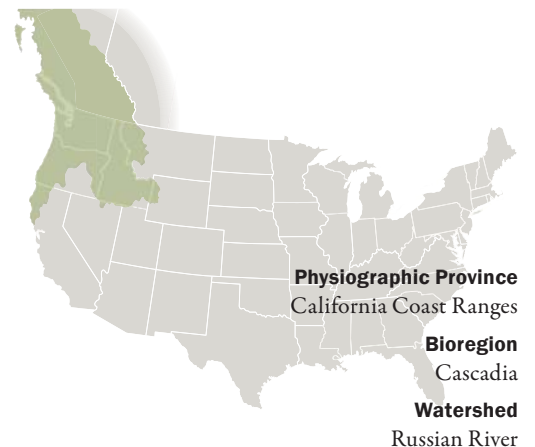 Physiographic Province
California Coast Ranges
Bioregion
Cascadia
Watershed
Russian River